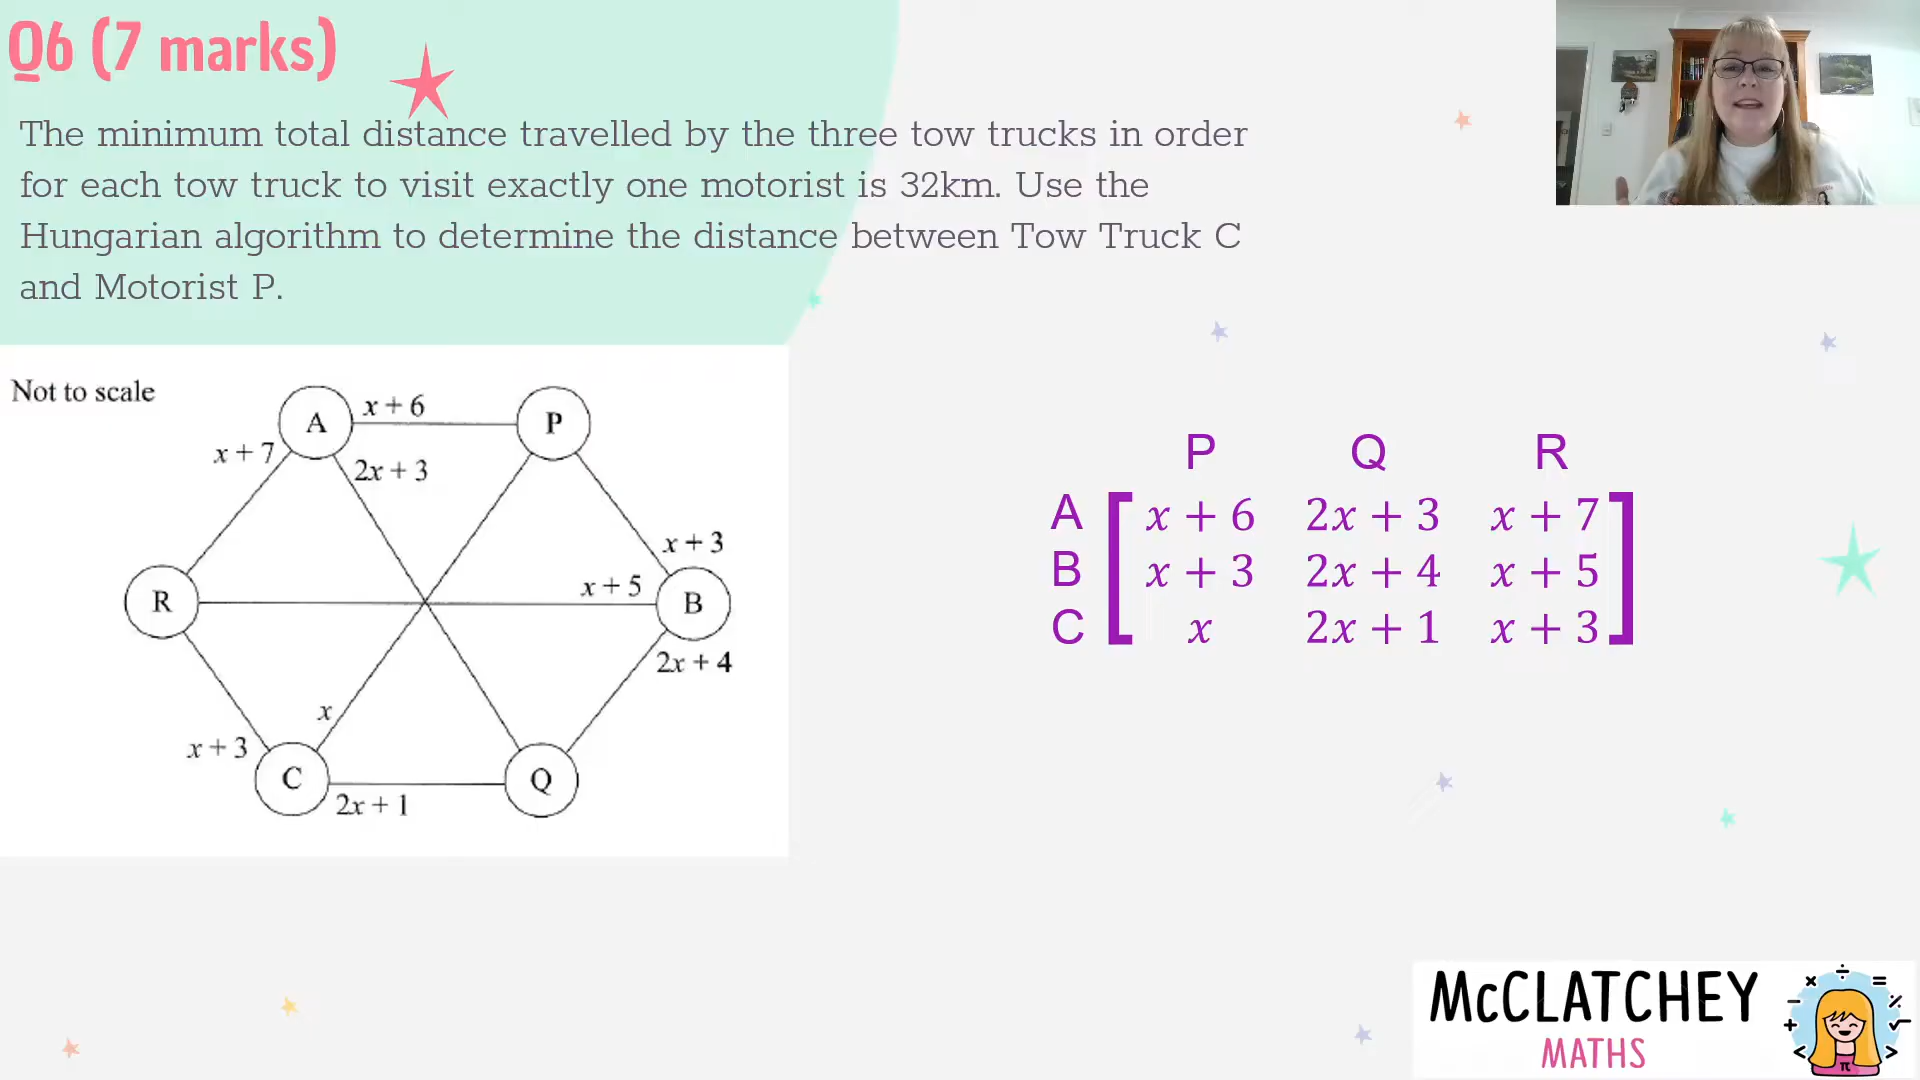 Q6 (7 marks)
The minimum total distance travelled by the three tow trucks in order
for each tow truck to visit exactly one motorist is 32km. Use the
Hungarian algorithm to determine the distance between Tow Truck C
and Motorist P.
Not to scale
A
x + 6
P
x + 7
2x + 3
x + 3
R
x + 5
B
2x + 4
x
x + 3
C
Q
2x + 1
P Q R
A x + 6 2x + 3 x + 7
B x + 3 2x + 4 x + 5
C x 2x + 1 x + 3
McCLATCHEY
MATHS